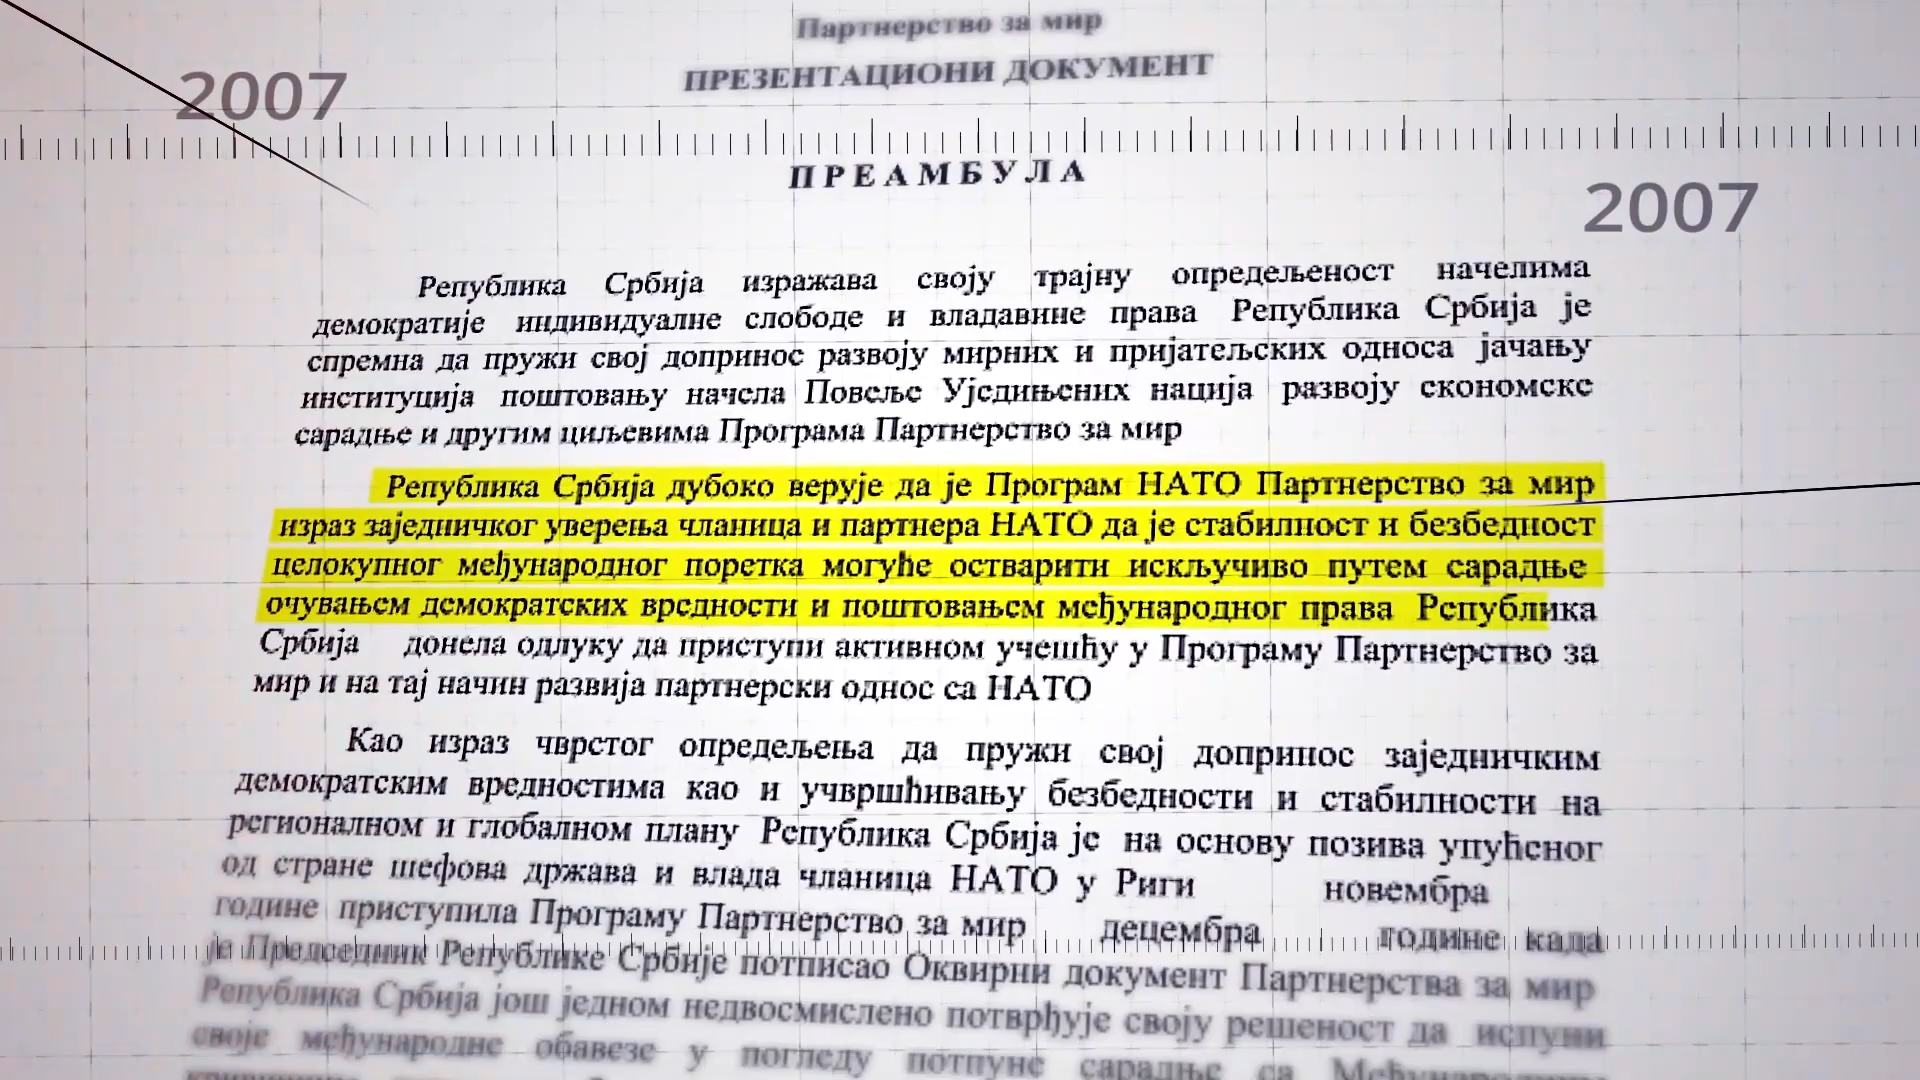 Партнерство за мир
ПРЕЗЕНТАЦИОНИ ДОКУМЕНТ
2007
ПРЕАМБУЛА
2007
Република Србија изражава своју трајну опредељеност начелима
демократије индивидуалне слободе и владавине права Република Србија је
спремна да пружи свој допринос развоју мирних и пријатељских односа јачању
институција поштовању начела Повеље Уједињених нација развоју економске
сарадње и другим циљевима Програма Партнерство за мир
Република Србија дубоко верује да је Програм НАТО Партнерство за мир
израз заједничког уверења чланица и партнера НАТО да је стабилност и безбедност
целокупног међународног поретка могуће остварити искључиво путем сарадње
очувањем демократских вредности и поштовањем међународног права Република
Србија донела одлуку да приступи активном учешћу у Програму Партнерство за
мир и на тај начин развија партнерски однос са НАТО
Као израз чврстог опредељења да пружи свој допринос заједничким
демократским вредностима као и учвршћивању безбедности и стабилности на
регионалном и глобалном плану Република Србија је на основу позива упућеног
од стране шефова држава и влада чланица НАТО у Риги новембра
године приступила Програму Партнерство за мир децембра године када
је Председник Републике Србије потписао Оквирни документ Партнерства за мир
Република Србија још једном недвосмислено потврђује своју решеност да испуни
своје међународне обавезе у погледу потпуне сарадње са